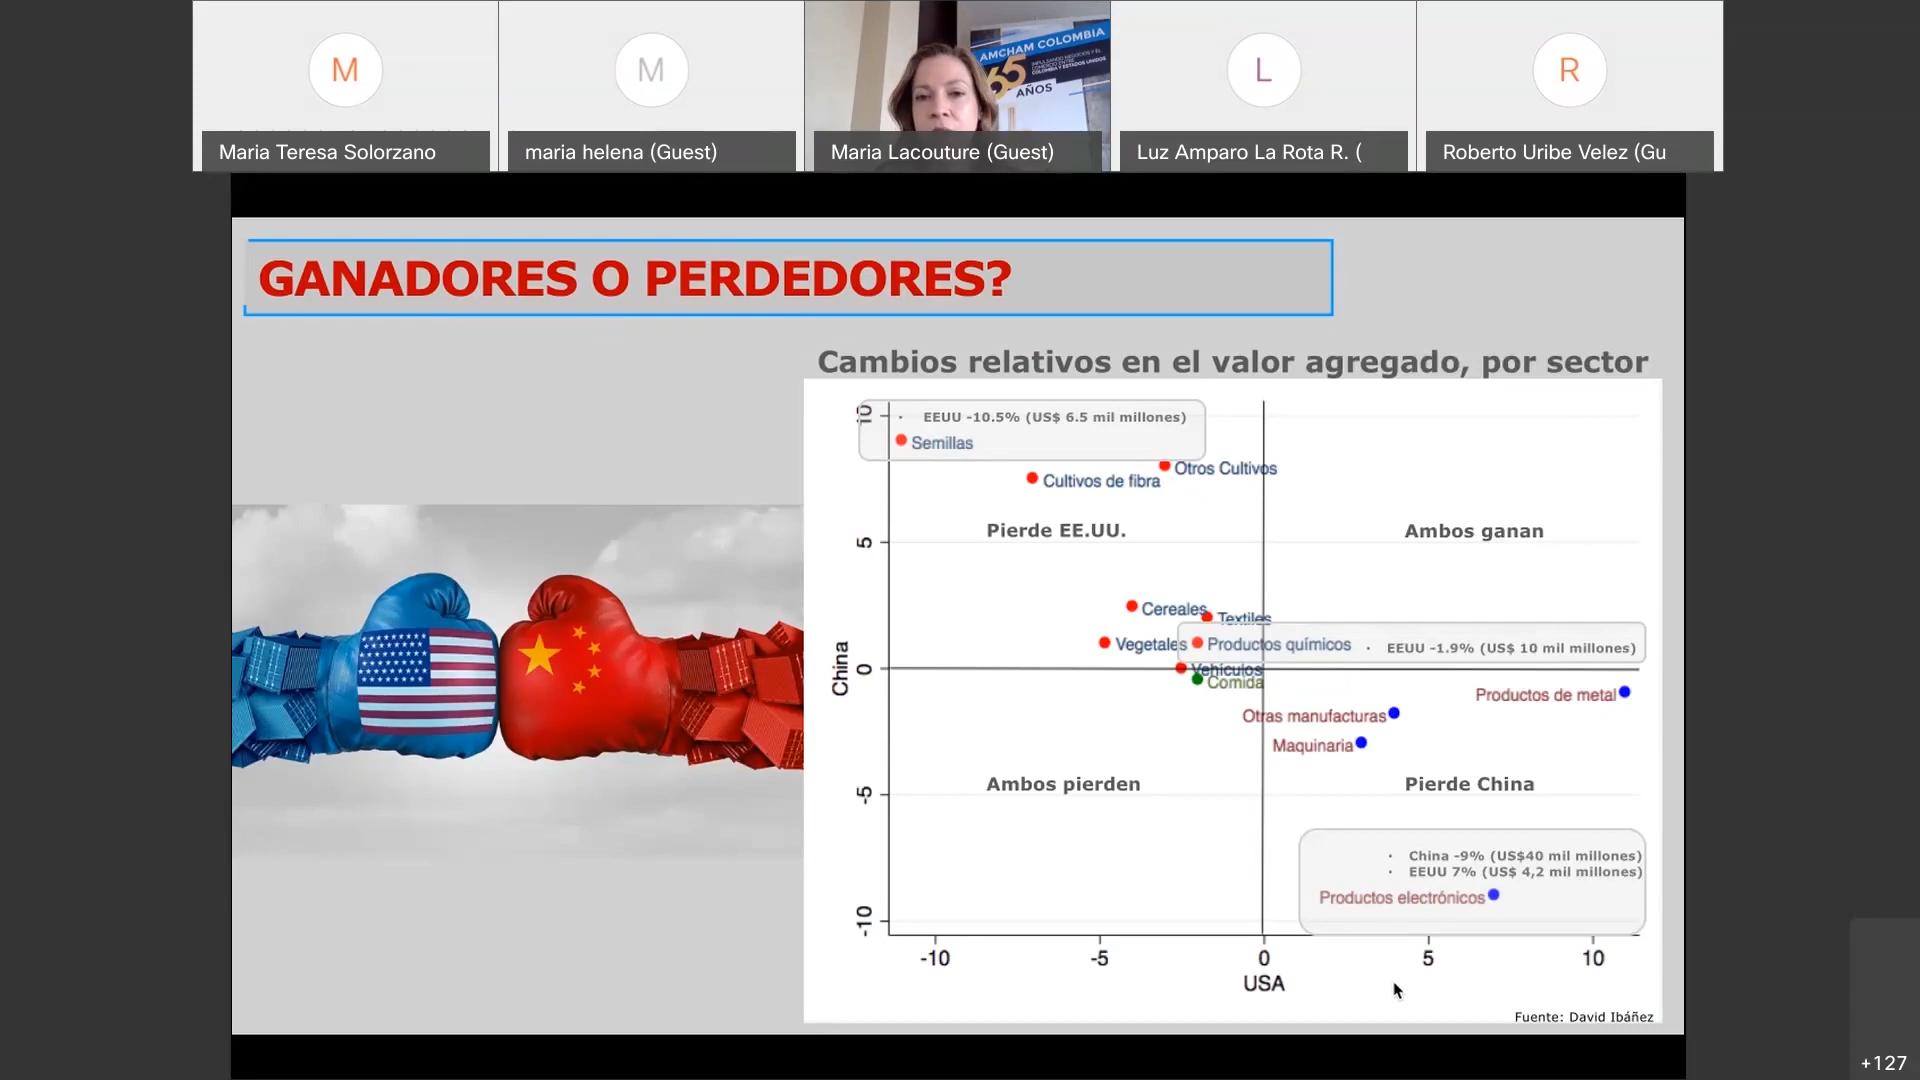 M
M
AMCHAM COLOMBIA
65
AÑOS
L
R
Maria Teresa Solorzano
maria helena (Guest)
Maria Lacouture (Guest)
Luz Amparo La Rota R. (
Roberto Uribe Velez (Gu
GANADORES O PERDEDORES?
Cambios relativos en el valor agregado, por sector
10
· EEUU -10.5% (US$ 6.5 mil millones)
Semillas
Otros Cultivos
Cultivos de fibra
Pierde EE.UU.
Ambos ganan
5
Cereales
Textiles
Vegetales
Productos químicos
· EEUU -1.9% (US$ 10 mil millones)
China
0
Vehículos
Comida
Productos de metal
Otras manufacturas
Maquinaria
Ambos pierden
Pierde China
-5
· China -9% (US$40 mil millones)
· EEUU 7% (US$ 4,2 mil millones)
Productos electrónicos
-10
-10 -5 0 5 10
USA
Fuente: David Ibáñez
+127